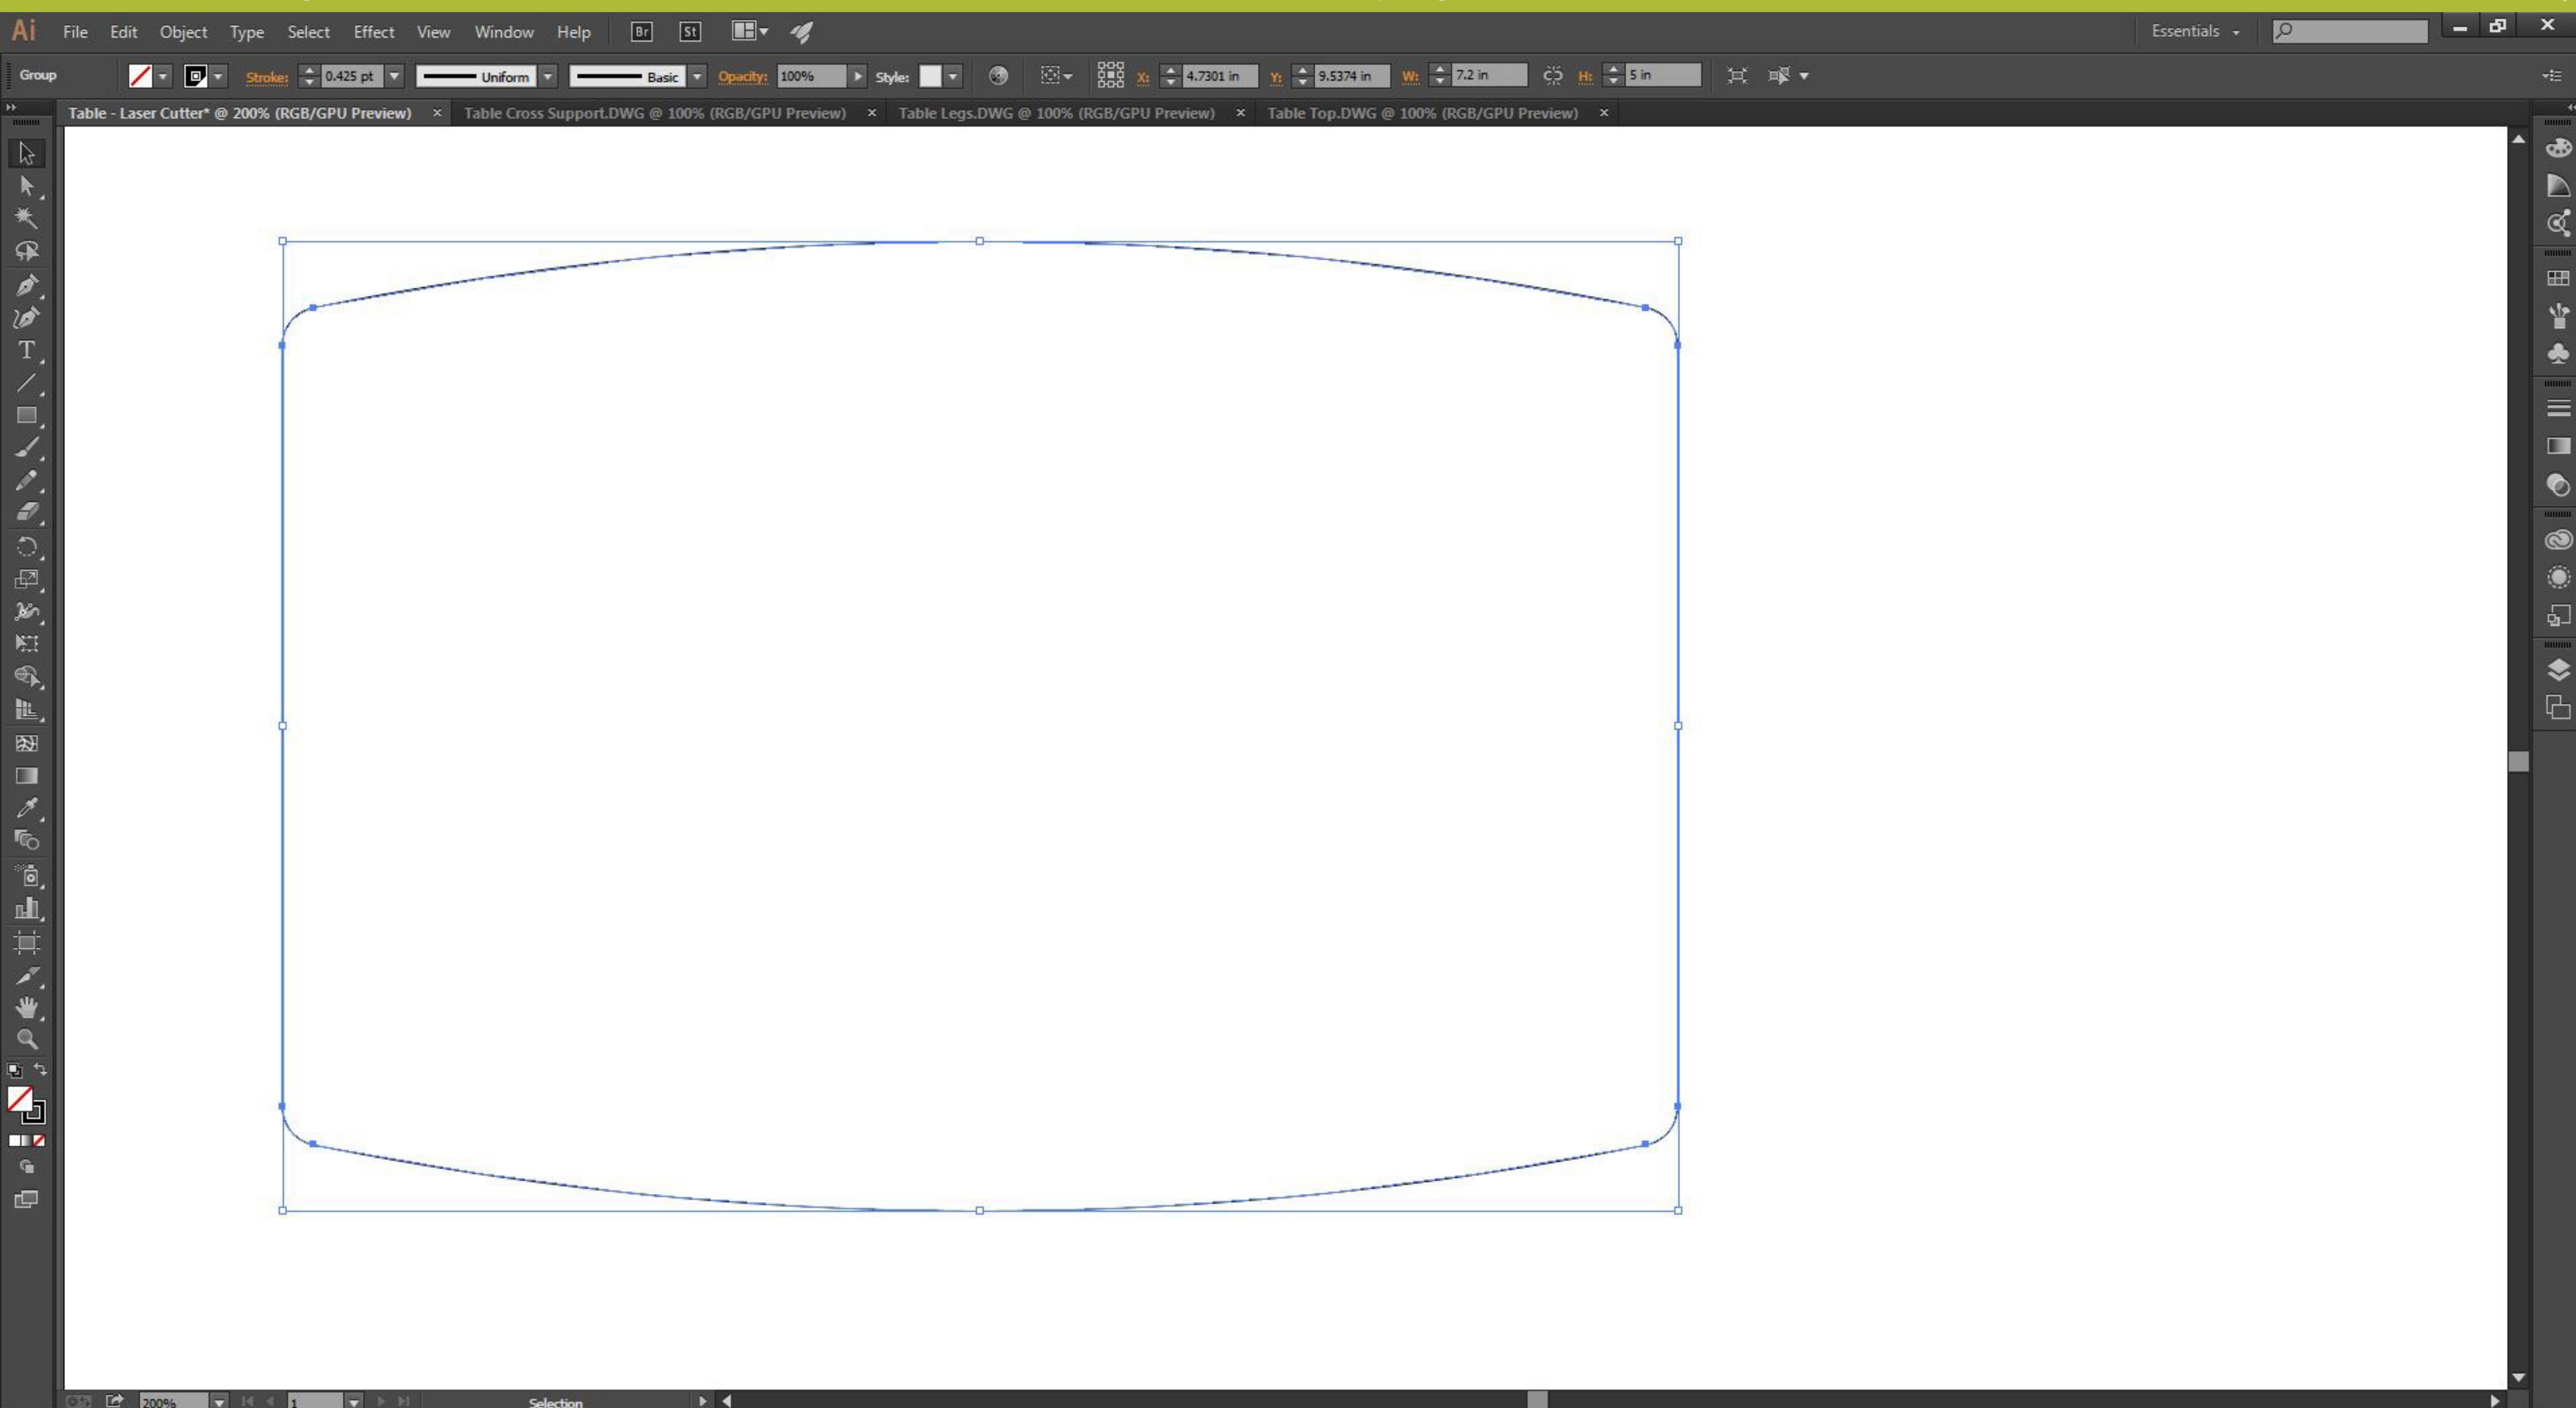 Ai File Edit Object Type Select Effect View Window Help Br St Essentials
Group Stroke: 0.425 pt Uniform Basic Opacity: 100% Style: X: 4.7301 in Y: 9.5374 in W: 7.2 in H: 5 in
Table - Laser Cutter* @ 200% (RGB/GPU Preview) × Table Cross Support.DWG @ 100% (RGB/GPU Preview) × Table Legs.DWG @ 100% (RGB/GPU Preview) × Table Top.DWG @ 100% (RGB/GPU Preview) ×
T
200% 1 Selection